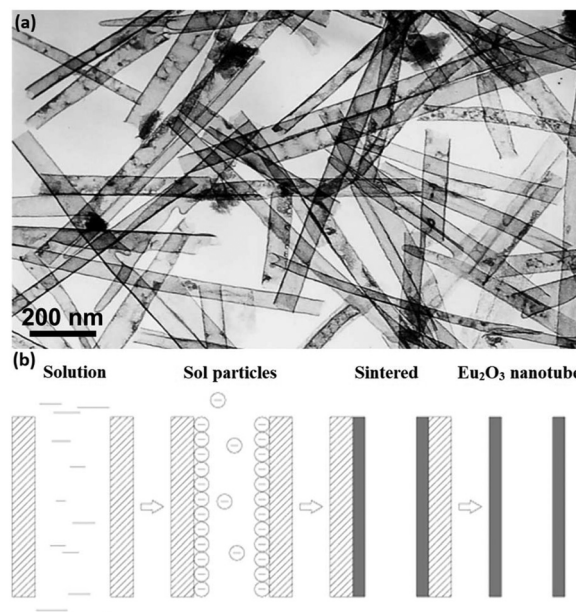 (a)
200 nm
(b)
Solution
Sol particles
Sintered
Eu₂O₃ nanotube